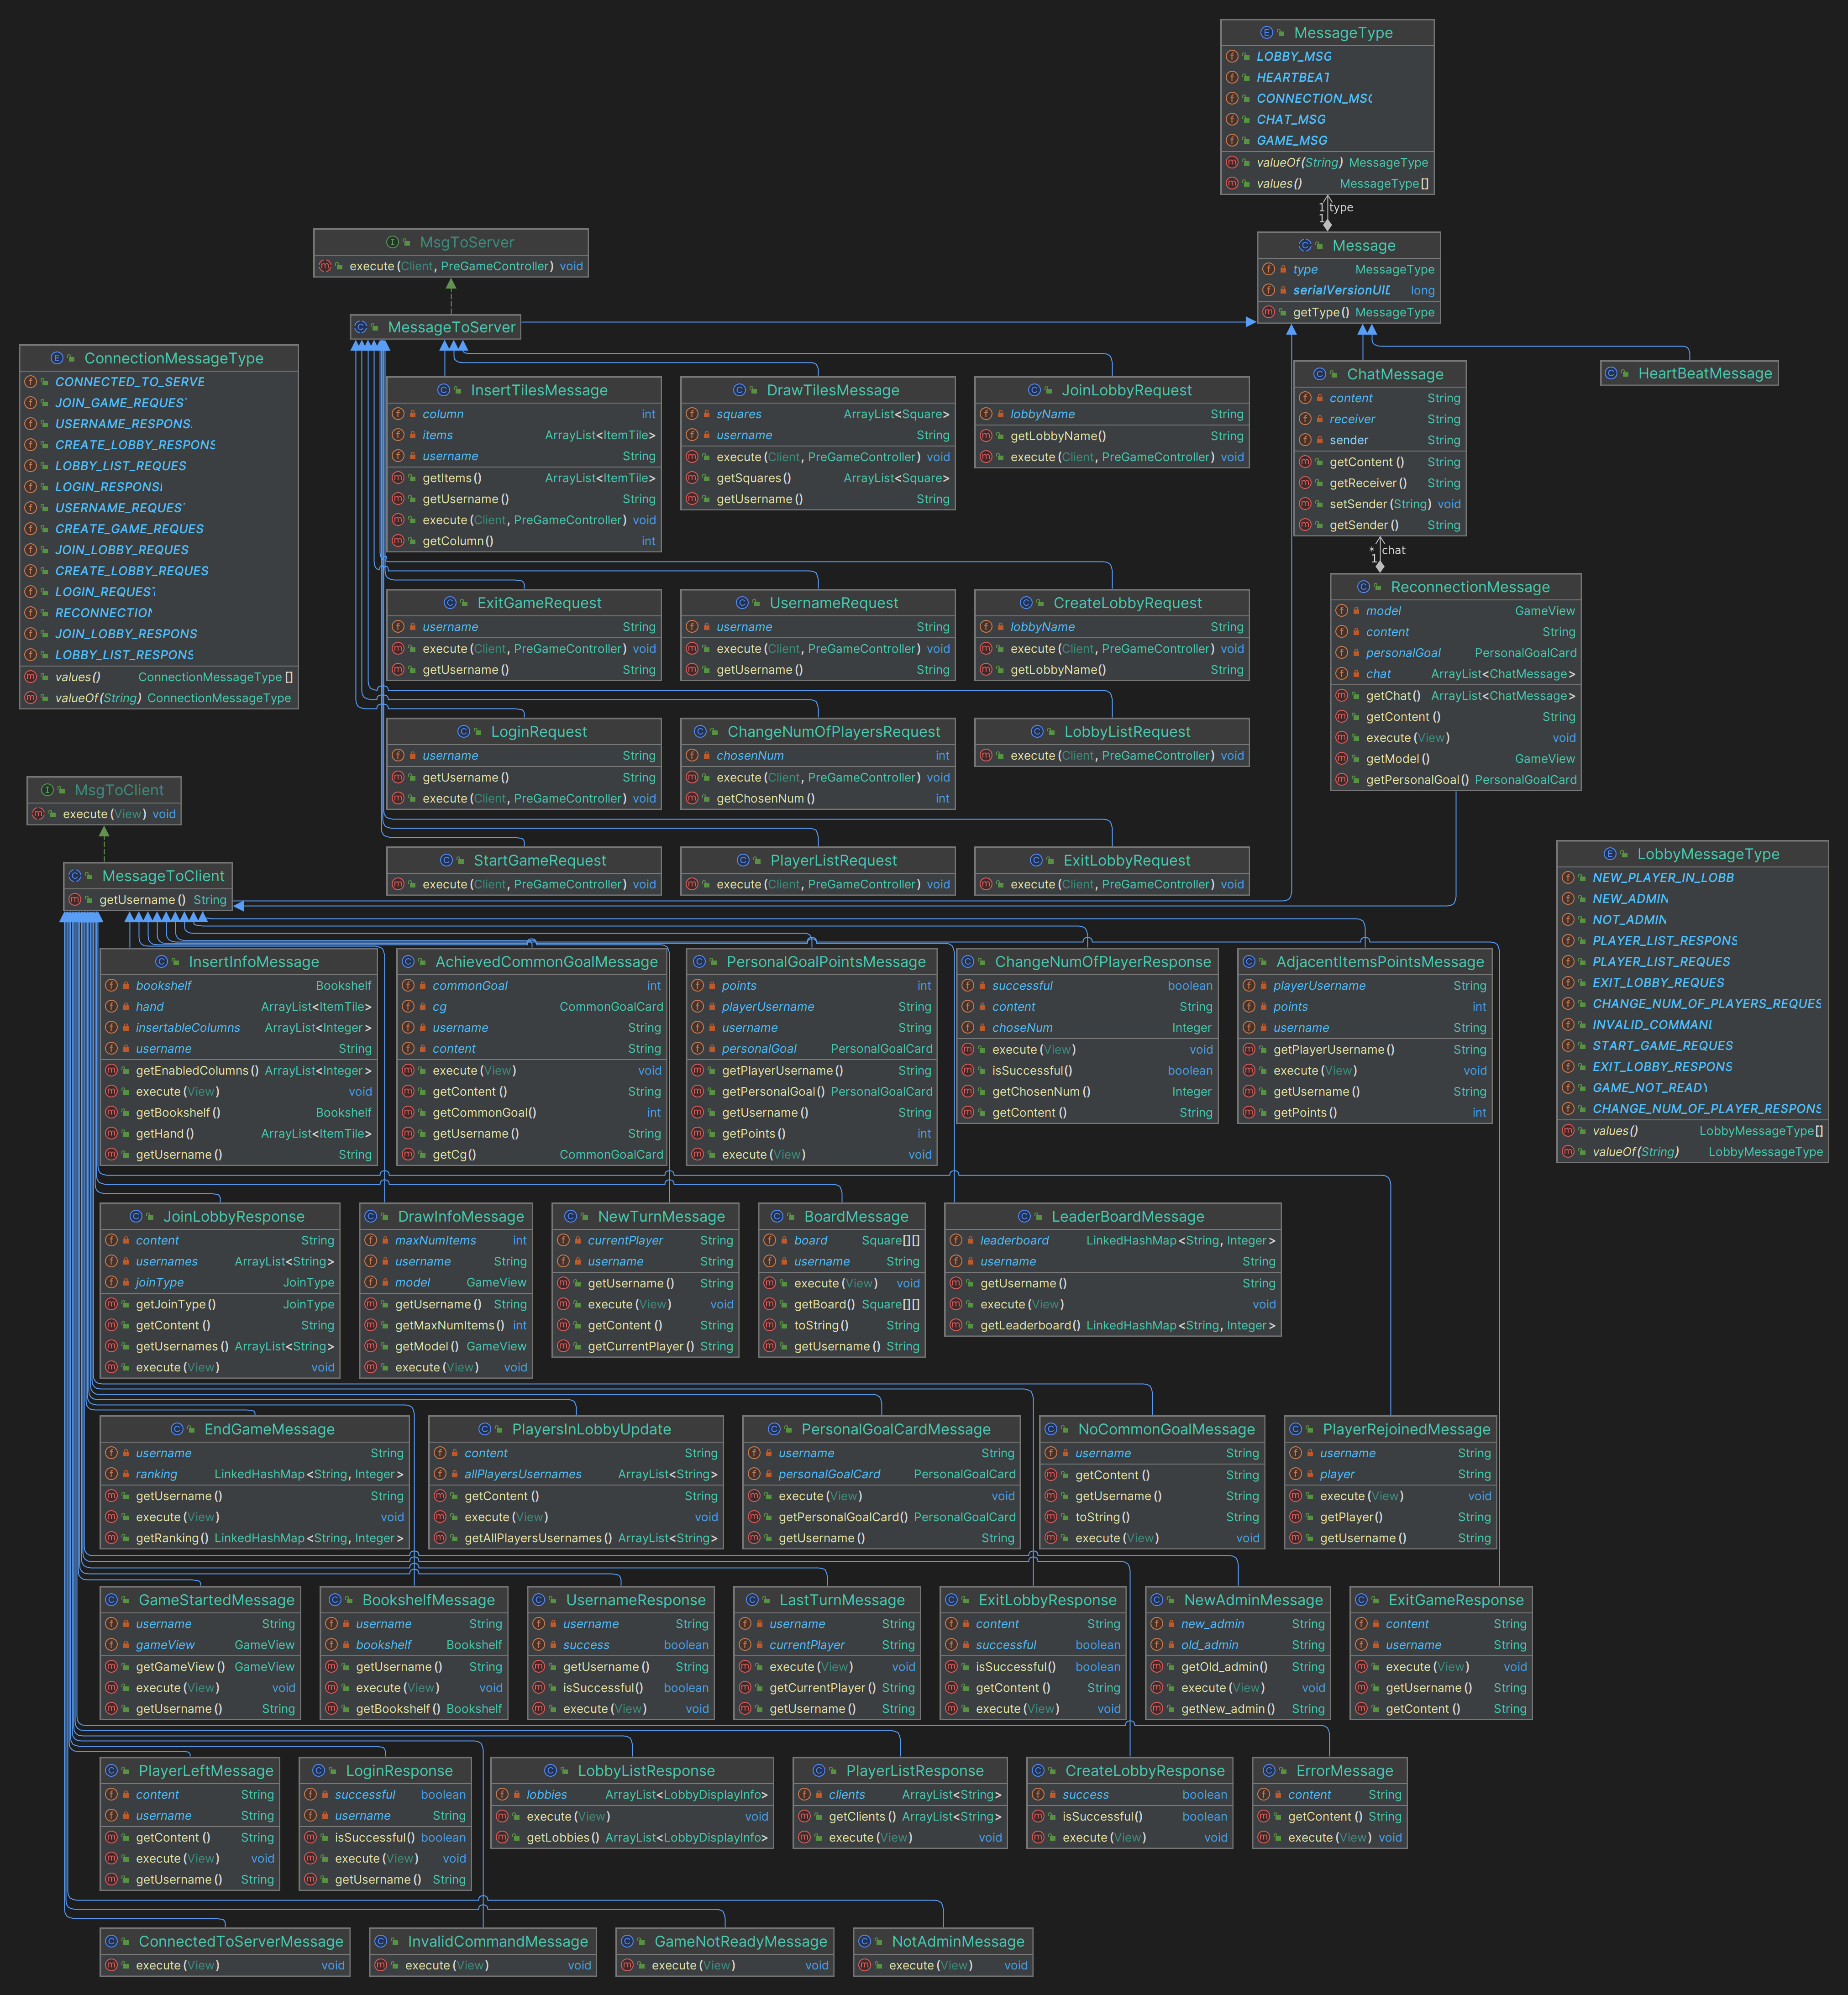 MessageType
LOBBY_MSG
HEARTBEAT
CONNECTION_MSG
CHAT_MSG
GAME_MSG
valueOf(String) MessageType
values() MessageType[]
1 type
1
MsgToServer
execute(Client, PreGameController) void
Message
type MessageType
serialVersionUID long
getType() MessageType
MessageToServer
ConnectionMessageType
CONNECTED_TO_SERVE
JOIN_GAME_REQUEST
USERNAME_RESPONS
CREATE_LOBBY_RESPONS
LOBBY_LIST_REQUES
LOGIN_RESPONSE
USERNAME_REQUEST
CREATE_GAME_REQUES
JOIN_LOBBY_REQUES
CREATE_LOBBY_REQUES
LOGIN_REQUEST
RECONNECTION
JOIN_LOBBY_RESPONS
LOBBY_LIST_RESPONS
values() ConnectionMessageType[]
valueOf(String) ConnectionMessageType
InsertTilesMessage
column int
items ArrayList<ItemTile>
username String
getItems() ArrayList<ItemTile>
getUsername() String
execute(Client, PreGameController) void
getColumn() int
DrawTilesMessage
squares ArrayList<Square>
username String
execute(Client, PreGameController) void
getSquares() ArrayList<Square>
getUsername() String
JoinLobbyRequest
lobbyName String
getLobbyName() String
execute(Client, PreGameController) void
ChatMessage
content String
receiver String
sender String
getContent() String
getReceiver() String
setSender(String) void
getSender() String
HeartBeatMessage
* chat
1
ExitGameRequest
username String
execute(Client, PreGameController) void
getUsername() String
UsernameRequest
username String
execute(Client, PreGameController) void
getUsername() String
CreateLobbyRequest
lobbyName String
execute(Client, PreGameController) void
getLobbyName() String
ReconnectionMessage
model GameView
content String
personalGoal PersonalGoalCard
chat ArrayList<ChatMessage>
getChat() ArrayList<ChatMessage>
getContent() String
execute(View) void
getModel() GameView
getPersonalGoal() PersonalGoalCard
LoginRequest
username String
getUsername() String
execute(Client, PreGameController) void
ChangeNumOfPlayersRequest
chosenNum int
execute(Client, PreGameController) void
getChosenNum() int
LobbyListRequest
execute(Client, PreGameController) void
MsgToClient
execute(View) void
StartGameRequest
execute(Client, PreGameController) void
PlayerListRequest
execute(Client, PreGameController) void
ExitLobbyRequest
execute(Client, PreGameController) void
MessageToClient
getUsername() String
LobbyMessageType
NEW_PLAYER_IN_LOBB
NEW_ADMIN
NOT_ADMIN
PLAYER_LIST_RESPONS
PLAYER_LIST_REQUES
EXIT_LOBBY_REQUES
CHANGE_NUM_OF_PLAYERS_REQUES
INVALID_COMMAND
START_GAME_REQUES
EXIT_LOBBY_RESPONS
GAME_NOT_READY
CHANGE_NUM_OF_PLAYER_RESPONS
values() LobbyMessageType[]
valueOf(String) LobbyMessageType
InsertInfoMessage
bookshelf Bookshelf
hand ArrayList<ItemTile>
insertableColumns ArrayList<Integer>
username String
getEnabledColumns() ArrayList<Integer>
execute(View) void
getBookshelf() Bookshelf
getHand() ArrayList<ItemTile>
getUsername() String
AchievedCommonGoalMessage
commonGoal int
cg CommonGoalCard
username String
content String
execute(View) void
getContent() String
getCommonGoal() int
getUsername() String
getCg() CommonGoalCard
PersonalGoalPointsMessage
points int
playerUsername String
username String
personalGoal PersonalGoalCard
getPlayerUsername() String
getPersonalGoal() PersonalGoalCard
getUsername() String
getPoints() int
execute(View) void
ChangeNumOfPlayerResponse
successful boolean
content String
choseNum Integer
execute(View) void
isSuccessful() boolean
getChosenNum() Integer
getContent() String
AdjacentItemsPointsMessage
playerUsername String
points int
username String
getPlayerUsername() String
execute(View) void
getUsername() String
getPoints() int
JoinLobbyResponse
content String
usernames ArrayList<String>
joinType JoinType
getJoinType() JoinType
getContent() String
getUsernames() ArrayList<String>
execute(View) void
DrawInfoMessage
maxNumItems int
username String
model GameView
getUsername() String
getMaxNumItems() int
getModel() GameView
execute(View) void
NewTurnMessage
currentPlayer String
username String
getUsername() String
execute(View) void
getContent() String
getCurrentPlayer() String
BoardMessage
board Square[][]
username String
execute(View) void
getBoard() Square[][]
toString() String
getUsername() String
LeaderBoardMessage
leaderboard LinkedHashMap<String, Integer>
username String
getUsername() String
execute(View) void
getLeaderboard() LinkedHashMap<String, Integer>
EndGameMessage
username String
ranking LinkedHashMap<String, Integer>
getUsername() String
execute(View) void
getRanking() LinkedHashMap<String, Integer>
PlayersInLobbyUpdate
content String
allPlayersUsernames ArrayList<String>
getContent() String
execute(View) void
getAllPlayersUsernames() ArrayList<String>
PersonalGoalCardMessage
username String
personalGoalCard PersonalGoalCard
execute(View) void
getPersonalGoalCard() PersonalGoalCard
getUsername() String
NoCommonGoalMessage
username String
getContent() String
getUsername() String
toString() String
execute(View) void
PlayerRejoinedMessage
username String
player String
execute(View) void
getPlayer() String
getUsername() String
GameStartedMessage
username String
gameView GameView
getGameView() GameView
execute(View) void
getUsername() String
BookshelfMessage
username String
bookshelf Bookshelf
getUsername() String
execute(View) void
getBookshelf() Bookshelf
UsernameResponse
username String
success boolean
getUsername() String
isSuccessful() boolean
execute(View) void
LastTurnMessage
username String
currentPlayer String
execute(View) void
getCurrentPlayer() String
getUsername() String
ExitLobbyResponse
content String
successful boolean
isSuccessful() boolean
getContent() String
execute(View) void
NewAdminMessage
new_admin String
old_admin String
getOld_admin() String
execute(View) void
getNew_admin() String
ExitGameResponse
content String
username String
execute(View) void
getUsername() String
getContent() String
PlayerLeftMessage
content String
username String
getContent() String
execute(View) void
getUsername() String
LoginResponse
successful boolean
username String
isSuccessful() boolean
execute(View) void
getUsername() String
LobbyListResponse
lobbies ArrayList<LobbyDisplayInfo>
execute(View) void
getLobbies() ArrayList<LobbyDisplayInfo>
PlayerListResponse
clients ArrayList<String>
getClients() ArrayList<String>
execute(View) void
CreateLobbyResponse
success boolean
isSuccessful() boolean
execute(View) void
ErrorMessage
content String
getContent() String
execute(View) void
ConnectedToServerMessage
execute(View) void
InvalidCommandMessage
execute(View) void
GameNotReadyMessage
execute(View) void
NotAdminMessage
execute(View) void